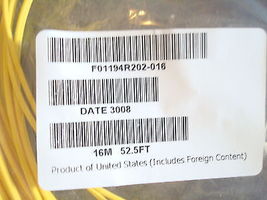 F01194R202-016
DATE 3008
16M 52.5FT
Product of United States (Includes Foreign Content)